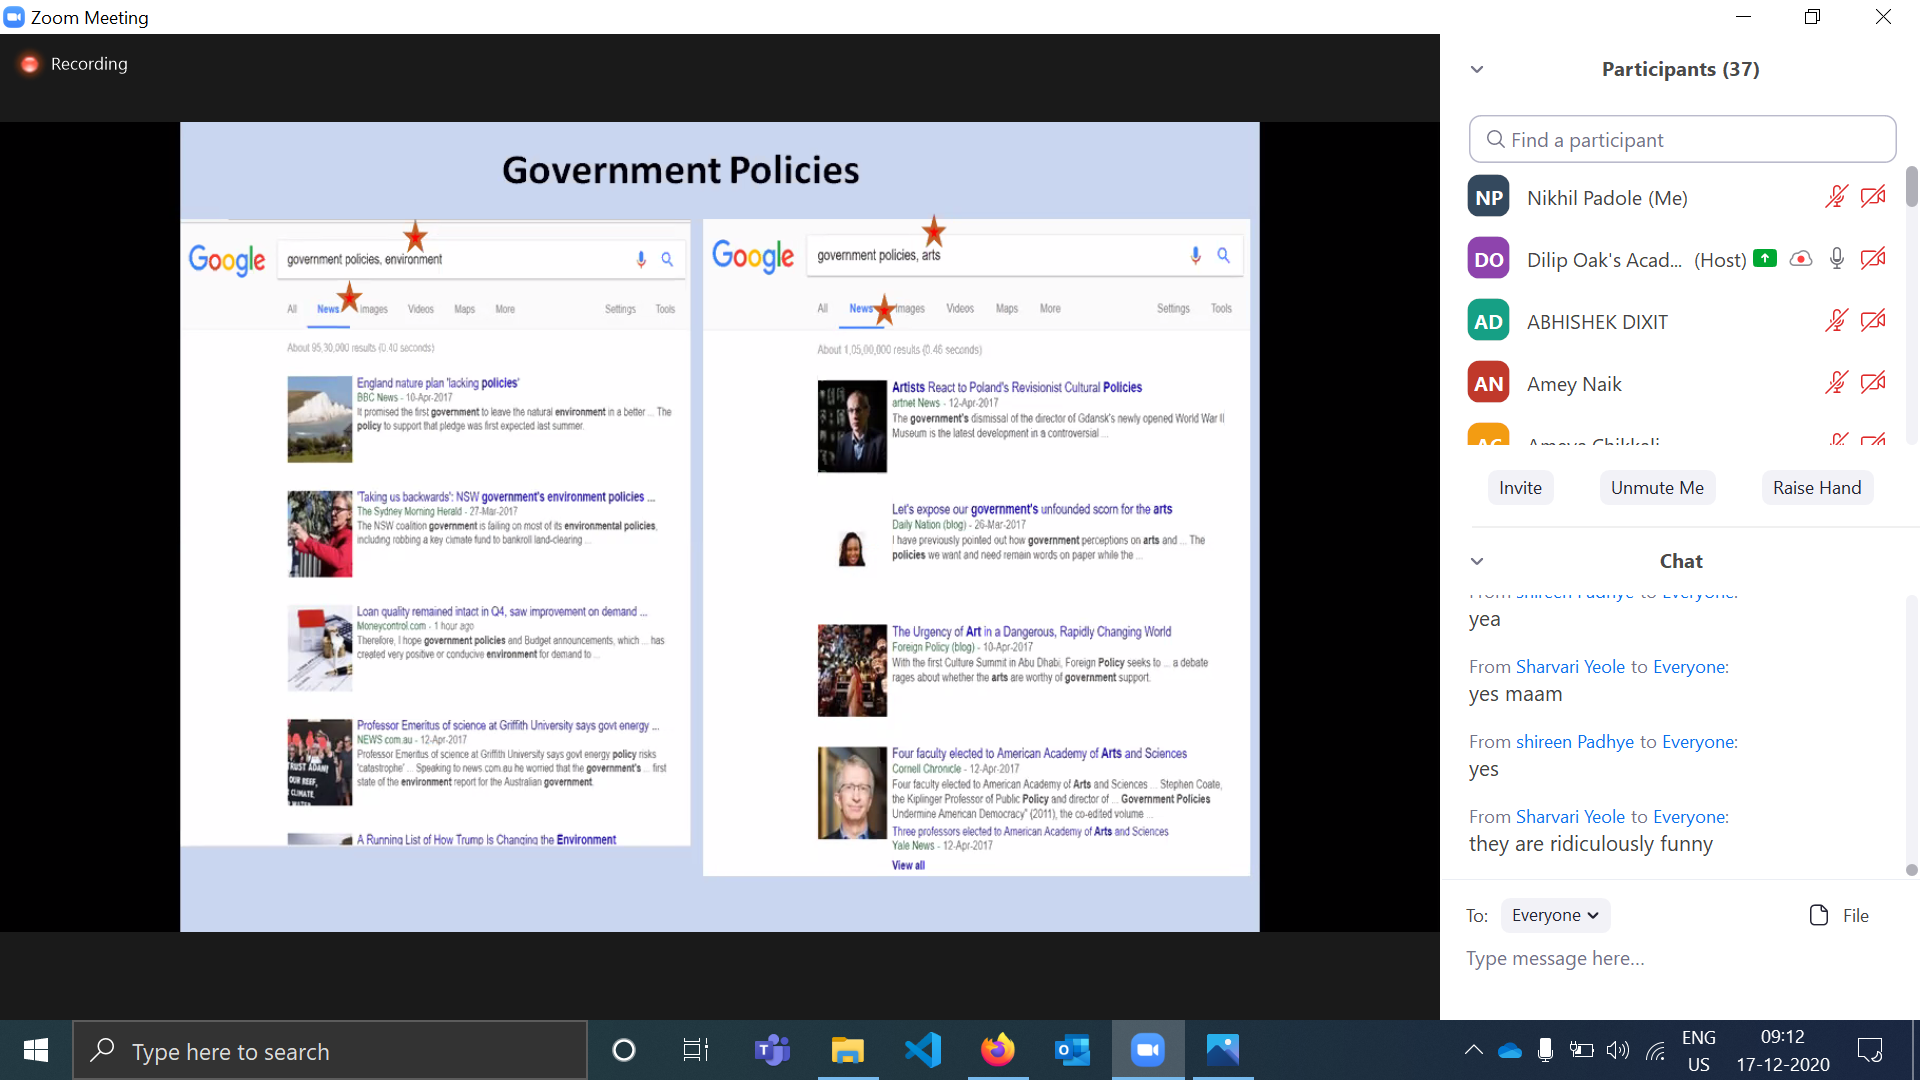 Zoom Meeting
Recording
Government Policies
Google
government policies, environment
All News Images Videos Maps More Settings Tools
About 95,30,000 results (0.40 seconds)
England nature plan 'lacking policies'
BBC News - 10-Apr-2017
It promised the first government to leave the natural environment in a better ... The
policy to support that pledge was first expected last summer.
'Taking us backwards': NSW government's environment policies ...
The Sydney Morning Herald - 27-Mar-2017
The NSW coalition government is failing on most of its environmental policies,
including robbing a key climate fund to bankroll land-clearing ...
Loan quality remained intact in Q4, saw improvement on demand ...
Moneycontrol.com - 1 hour ago
Therefore, I hope government policies and Budget announcements, which ... has
created very positive or conducive environment for demand to ...
Professor Emeritus of science at Griffith University says govt energy ...
NEWS.com.au - 12-Apr-2017
Professor Emeritus of science at Griffith University says govt energy policy risks
'catastrophe' ... Speaking to news.com.au he worried that the government's ... first
state of the environment report for the Australian government.
A Running List of How Trump Is Changing the Environment
Google
government policies, arts
All News Images Videos Maps More Settings Tools
About 1,05,00,000 results (0.46 seconds)
Artists React to Poland's Revisionist Cultural Policies
artnet News - 12-Apr-2017
The government's dismissal of the director of Gdansk's newly opened World War II
Museum is the latest development in a controversial ...
Let's expose our government's unfounded scorn for the arts
Daily Nation (blog) - 26-Mar-2017
I have previously pointed out how government perceptions on arts and ... The
policies we want and need remain words on paper while the ...
The Urgency of Art in a Dangerous, Rapidly Changing World
Foreign Policy (blog) - 10-Apr-2017
With the first Culture Summit in Abu Dhabi, Foreign Policy seeks to ... a debate
rages about whether the arts are worthy of government support.
Four faculty elected to American Academy of Arts and Sciences
Cornell Chronicle - 12-Apr-2017
Four faculty elected to American Academy of Arts and Sciences ... Stephen Coate,
the Kiplinger Professor of Public Policy and director of ... Government Policies
Undermine American Democracy" (2011), the co-edited volume ...
Three professors elected to American Academy of Arts and Sciences
Yale News - 12-Apr-2017
View all
Participants (37)
Find a participant
NP Nikhil Padole (Me)
DO Dilip Oak's Acad... (Host)
AD ABHISHEK DIXIT
AN Amey Naik
AC Ameya Chikkali
Invite Unmute Me Raise Hand
Chat
From shireen Padhye to Everyone:
yea
From Sharvari Yeole to Everyone:
yes maam
From shireen Padhye to Everyone:
yes
From Sharvari Yeole to Everyone:
they are ridiculously funny
To: Everyone File
Type message here...
Type here to search
ENG
US
09:12
17-12-2020